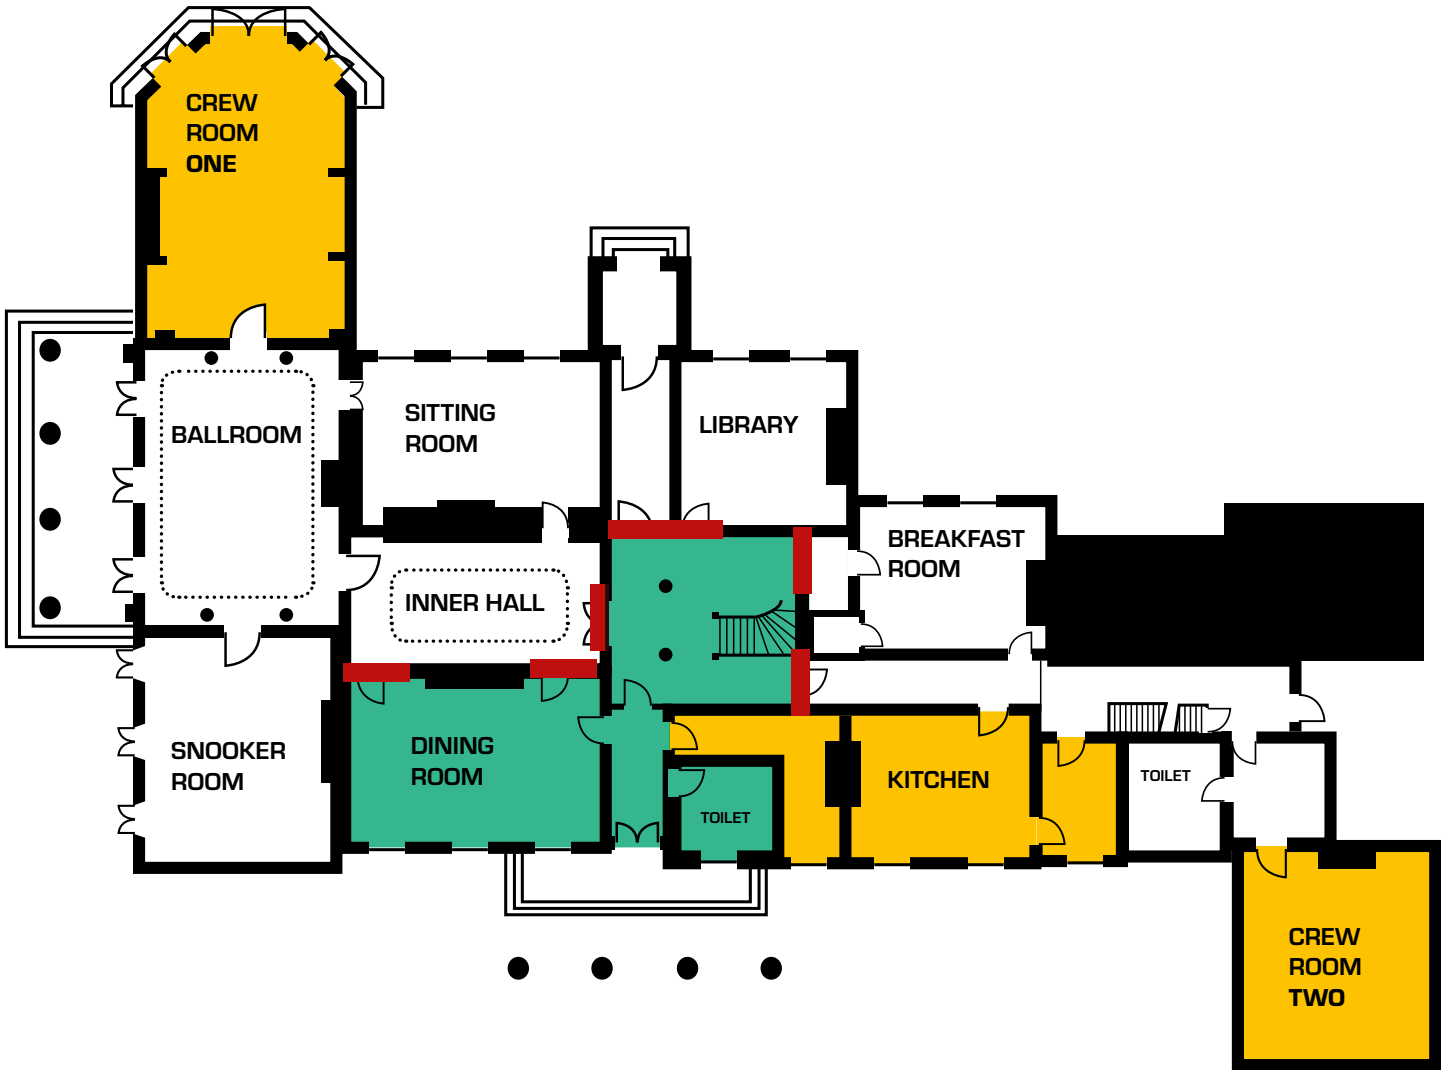 CREW
ROOM
ONE
SITTING
ROOM
LIBRARY
BALLROOM
BREAKFAST
ROOM
INNER HALL
DINING
ROOM
SNOOKER
ROOM
KITCHEN
TOILET
TOILET
CREW
ROOM
TWO